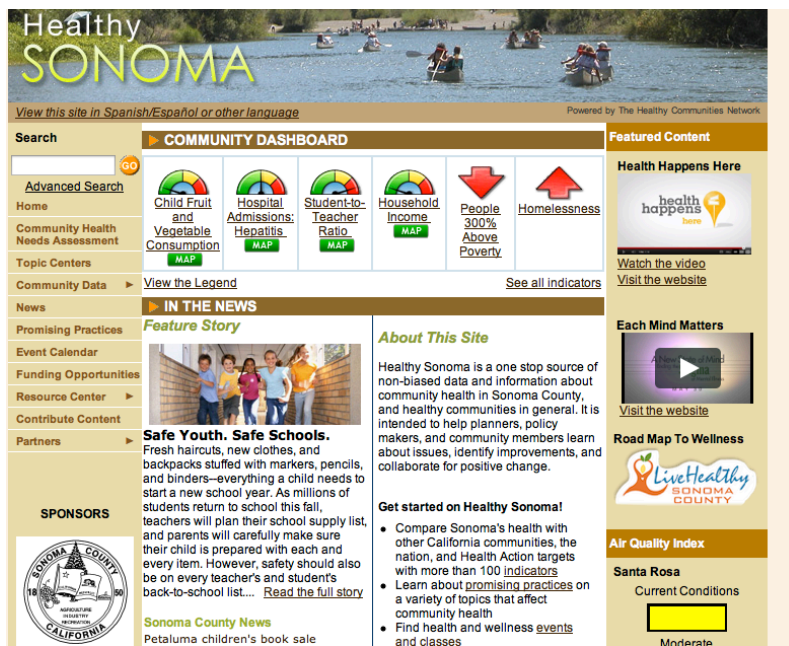 Healthy
SONOMA
View this site in Spanish/Español or other language
Powered by The Healthy Communities Network
Search
GO
Advanced Search
Home
Community Health
Needs Assessment
Topic Centers
Community Data
News
Promising Practices
Event Calendar
Funding Opportunities
Resource Center
Contribute Content
Partners
SPONSORS
SONOMA COUNTY
18 50
AGRICULTURE
INDUSTRY
RECREATION
CALIFORNIA
COMMUNITY DASHBOARD
Child Fruit
and
Vegetable
Consumption
MAP
Hospital
Admissions:
Hepatitis
MAP
Student-to-
Teacher
Ratio
MAP
Household
Income
MAP
People
300%
Above
Poverty
Homelessness
View the Legend
See all indicators
IN THE NEWS
Feature Story
Safe Youth. Safe Schools.
Fresh haircuts, new clothes, and
backpacks stuffed with markers, pencils,
and binders--everything a child needs to
start a new school year. As millions of
students return to school this fall,
teachers will plan their school supply list,
and parents will carefully make sure
their child is prepared with each and
every item. However, safety should also
be on every teacher's and student's
back-to-school list.... Read the full story
Sonoma County News
Petaluma children's book sale
About This Site
Healthy Sonoma is a one stop source of
non-biased data and information about
community health in Sonoma County,
and healthy communities in general. It is
intended to help planners, policy
makers, and community members learn
about issues, identify improvements, and
collaborate for positive change.
Get started on Healthy Sonoma!
Compare Sonoma's health with
other California communities, the
nation, and Health Action targets
with more than 100 indicators
Learn about promising practices on
a variety of topics that affect
community health
Find health and wellness events
and classes
Featured Content
Health Happens Here
health
happens
here
Watch the video
Visit the website
Each Mind Matters
A New State of Mind
Visit the website
Road Map To Wellness
LiveHealthy
SONOMA
COUNTY
Air Quality Index
Santa Rosa
Current Conditions
Moderate